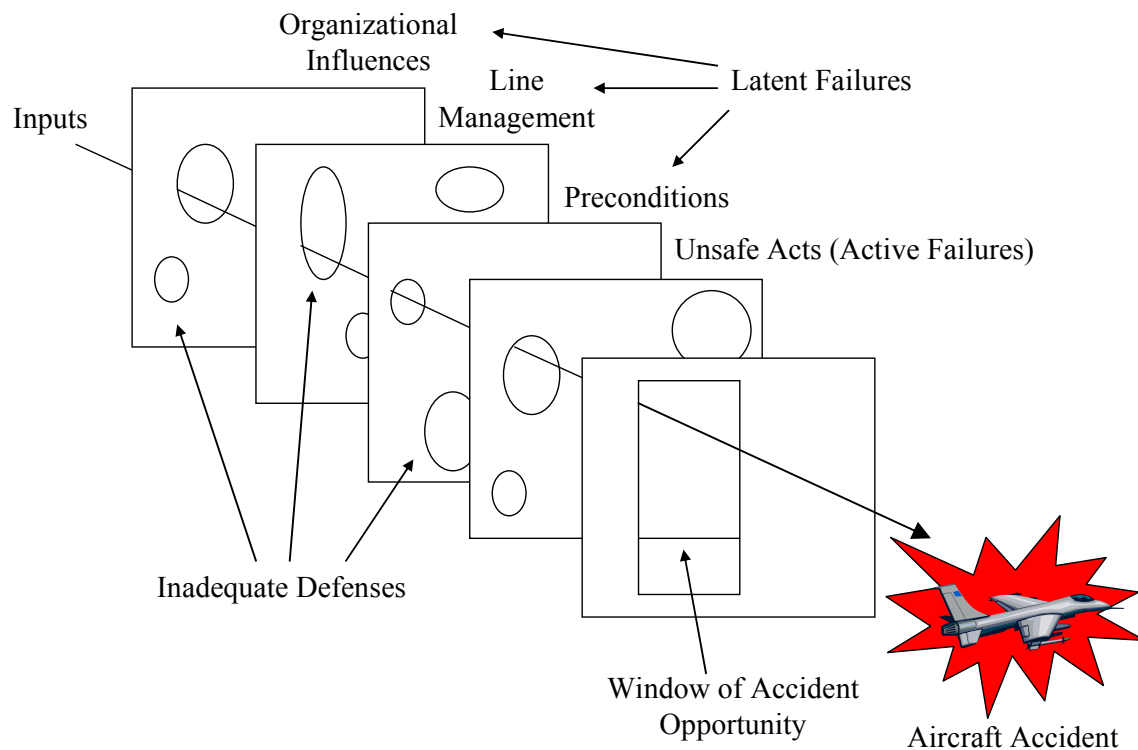 Organizational
Influences
Line
Management
Latent Failures
Inputs
Preconditions
Unsafe Acts (Active Failures)
Inadequate Defenses
Window of Accident
Opportunity
Aircraft Accident